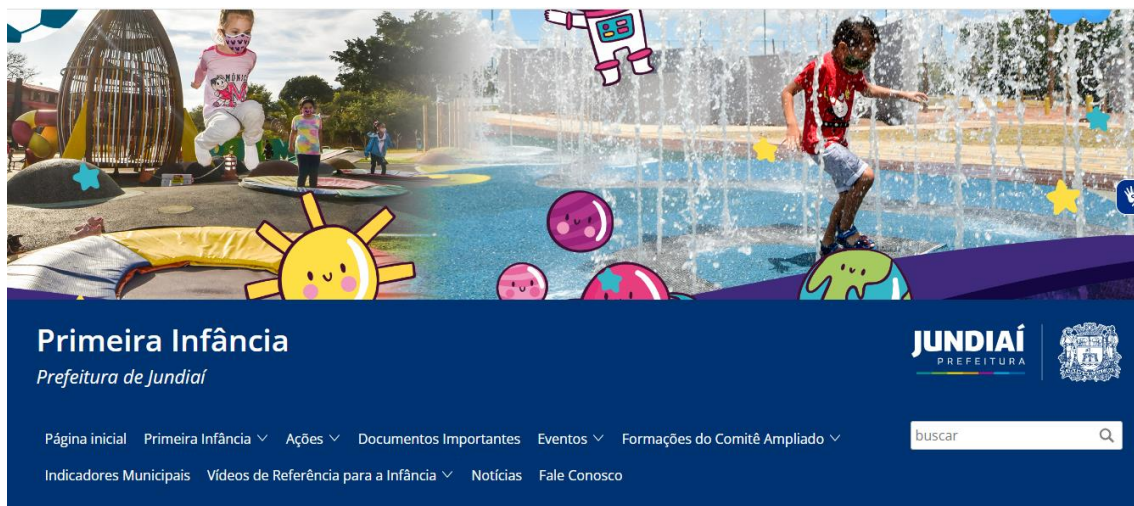 MÔNICA
Primeira Infância
Prefeitura de Jundiaí
JUNDIAÍ
PREFEITURA
Página inicial Primeira Infância Ações Documentos Importantes Eventos Formações do Comitê Ampliado
buscar
Indicadores Municipais Vídeos de Referência para a Infância Notícias Fale Conosco